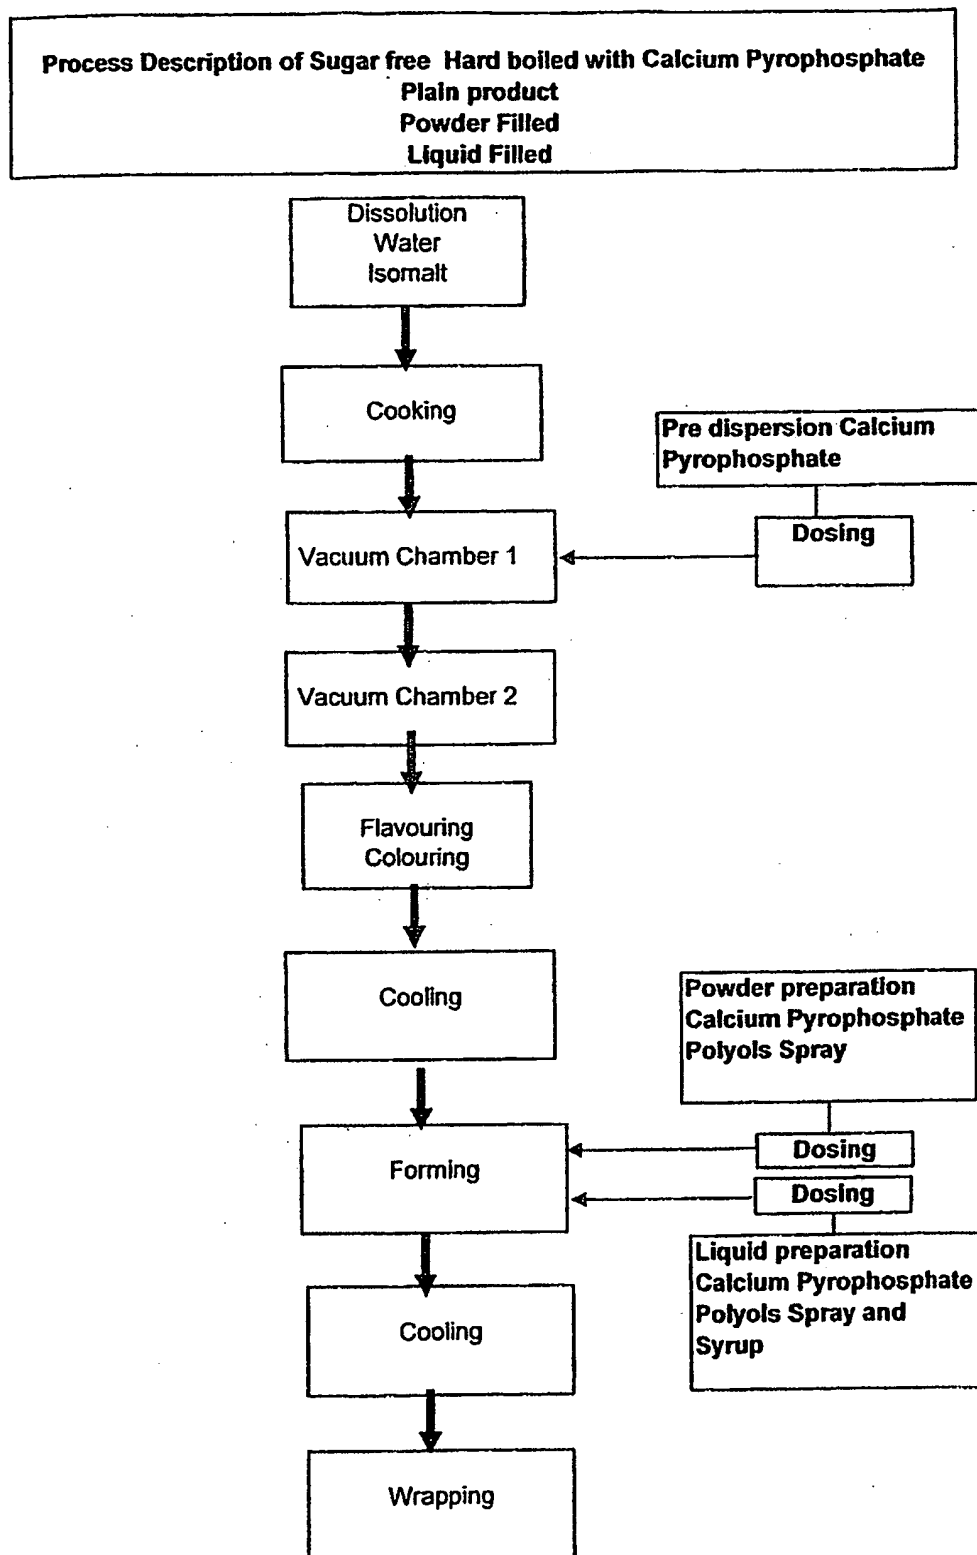 Process Description of Sugar free Hard boiled with Calcium Pyrophosphate
Plain product
Powder Filled
Liquid Filled
Dissolution
Water
Isomalt
Cooking
Pre dispersion Calcium
Pyrophosphate
Dosing
Vacuum Chamber 1
Vacuum Chamber 2
Flavouring
Colouring
Cooling
Powder preparation
Calcium Pyrophosphate
Polyols Spray
Dosing
Forming
Dosing
Liquid preparation
Calcium Pyrophosphate
Polyols Spray and
Syrup
Cooling
Wrapping